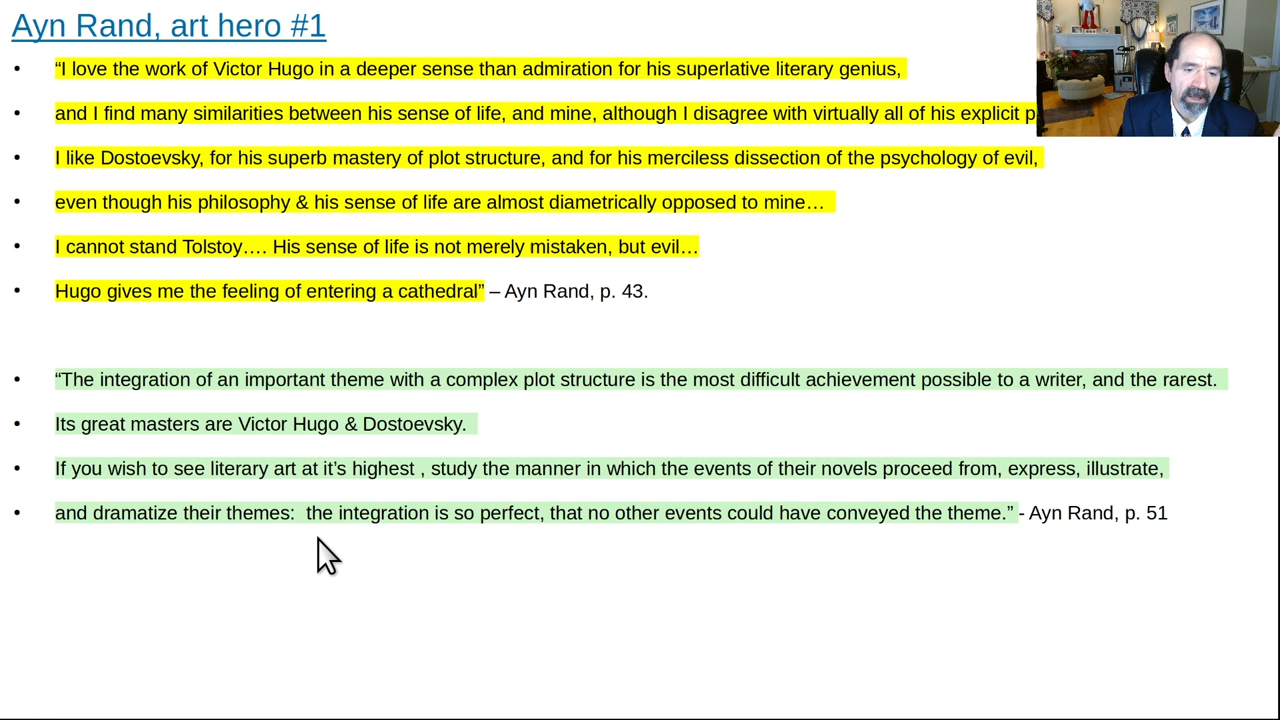 Ayn Rand, art hero #1
• “I love the work of Victor Hugo in a deeper sense than admiration for his superlative literary genius,
• and I find many similarities between his sense of life, and mine, although I disagree with virtually all of his explicit
• I like Dostoevsky, for his superb mastery of plot structure, and for his merciless dissection of the psychology of evil,
• even though his philosophy & his sense of life are almost diametrically opposed to mine…
• I cannot stand Tolstoy…. His sense of life is not merely mistaken, but evil…
• Hugo gives me the feeling of entering a cathedral” – Ayn Rand, p. 43.
• “The integration of an important theme with a complex plot structure is the most difficult achievement possible to a writer, and the rarest.
• Its great masters are Victor Hugo & Dostoevsky.
• If you wish to see literary art at it’s highest , study the manner in which the events of their novels proceed from, express, illustrate,
• and dramatize their themes:  the integration is so perfect, that no other events could have conveyed the theme.” - Ayn Rand, p. 51